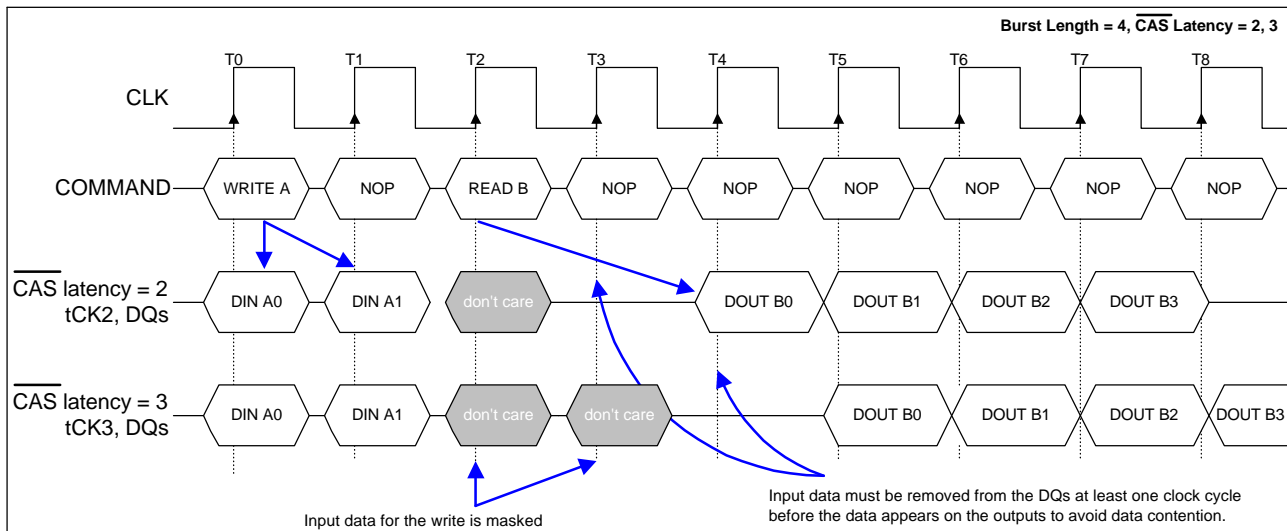 Burst Length = 4, CAS Latency = 2, 3
T0 T1 T2 T3 T4 T5 T6 T7 T8
CLK
COMMAND WRITE A NOP READ B NOP NOP NOP NOP NOP NOP
CAS latency = 2
tCK2, DQs
DIN A0 DIN A1 don't care DOUT B0 DOUT B1 DOUT B2 DOUT B3
CAS latency = 3
tCK3, DQs
DIN A0 DIN A1 don't care don't care DOUT B0 DOUT B1 DOUT B2 DOUT B3
Input data for the write is masked
Input data must be removed from the DQs at least one clock cycle
before the data appears on the outputs to avoid data contention.